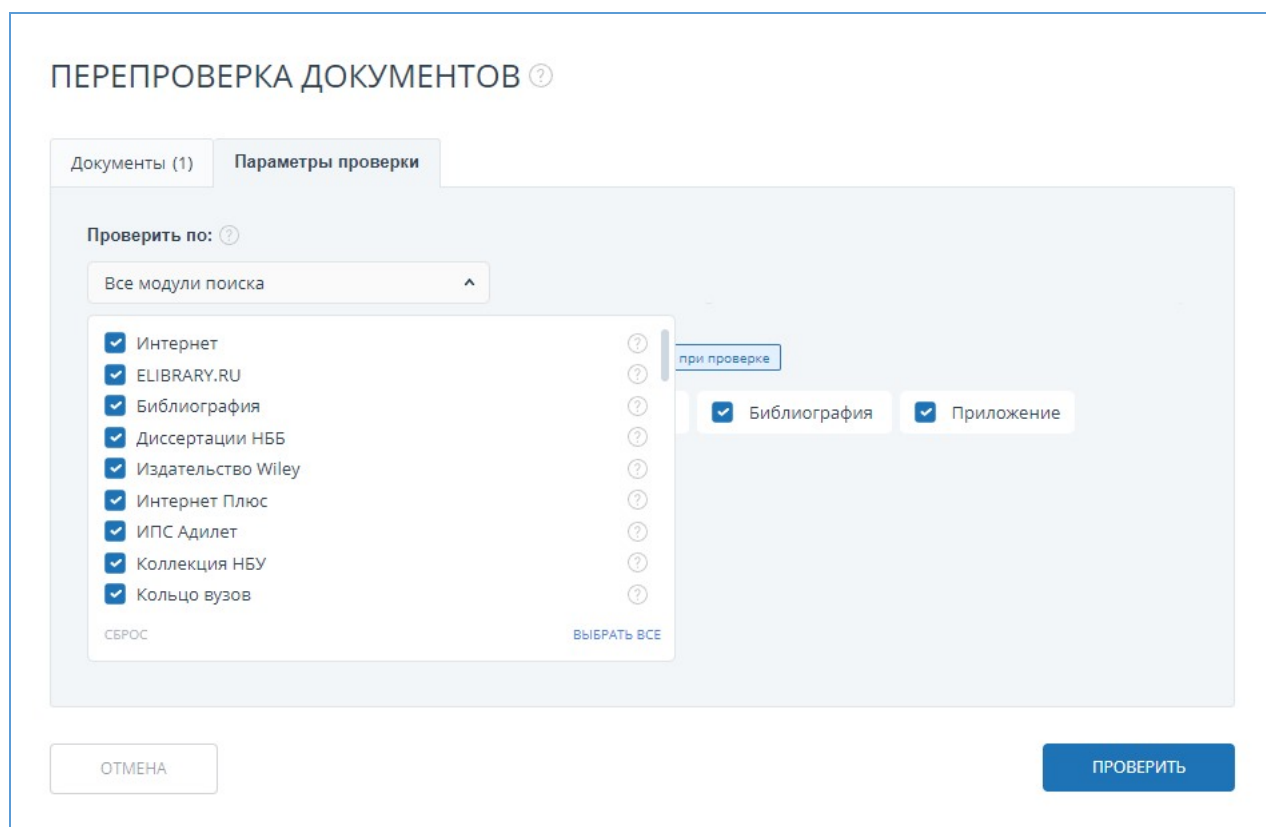 ПЕРЕПРОВЕРКА ДОКУМЕНТОВ ?
Документы (1) Параметры проверки
Проверить по: ?
Все модули поиска
Интернет ?
при проверке
ELIBRARY.RU ?
Библиография ?
Библиография Приложение
Диссертации НББ ?
Издательство Wiley ?
Интернет Плюс ?
ИПС Адилет ?
Коллекция НБУ ?
Кольцо вузов ?
СБРОС ВЫБРАТЬ ВСЕ
ОТМЕНА ПРОВЕРИТЬ